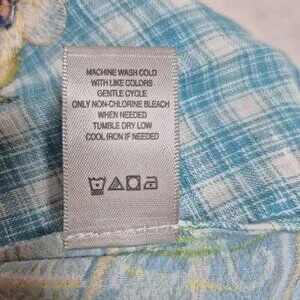 MACHINE WASH COLD
WITH LIKE COLORS
GENTLE CYCLE
ONLY NON-CHLORINE BLEACH
WHEN NEEDED
TUMBLE DRY LOW
COOL IRON IF NEEDED